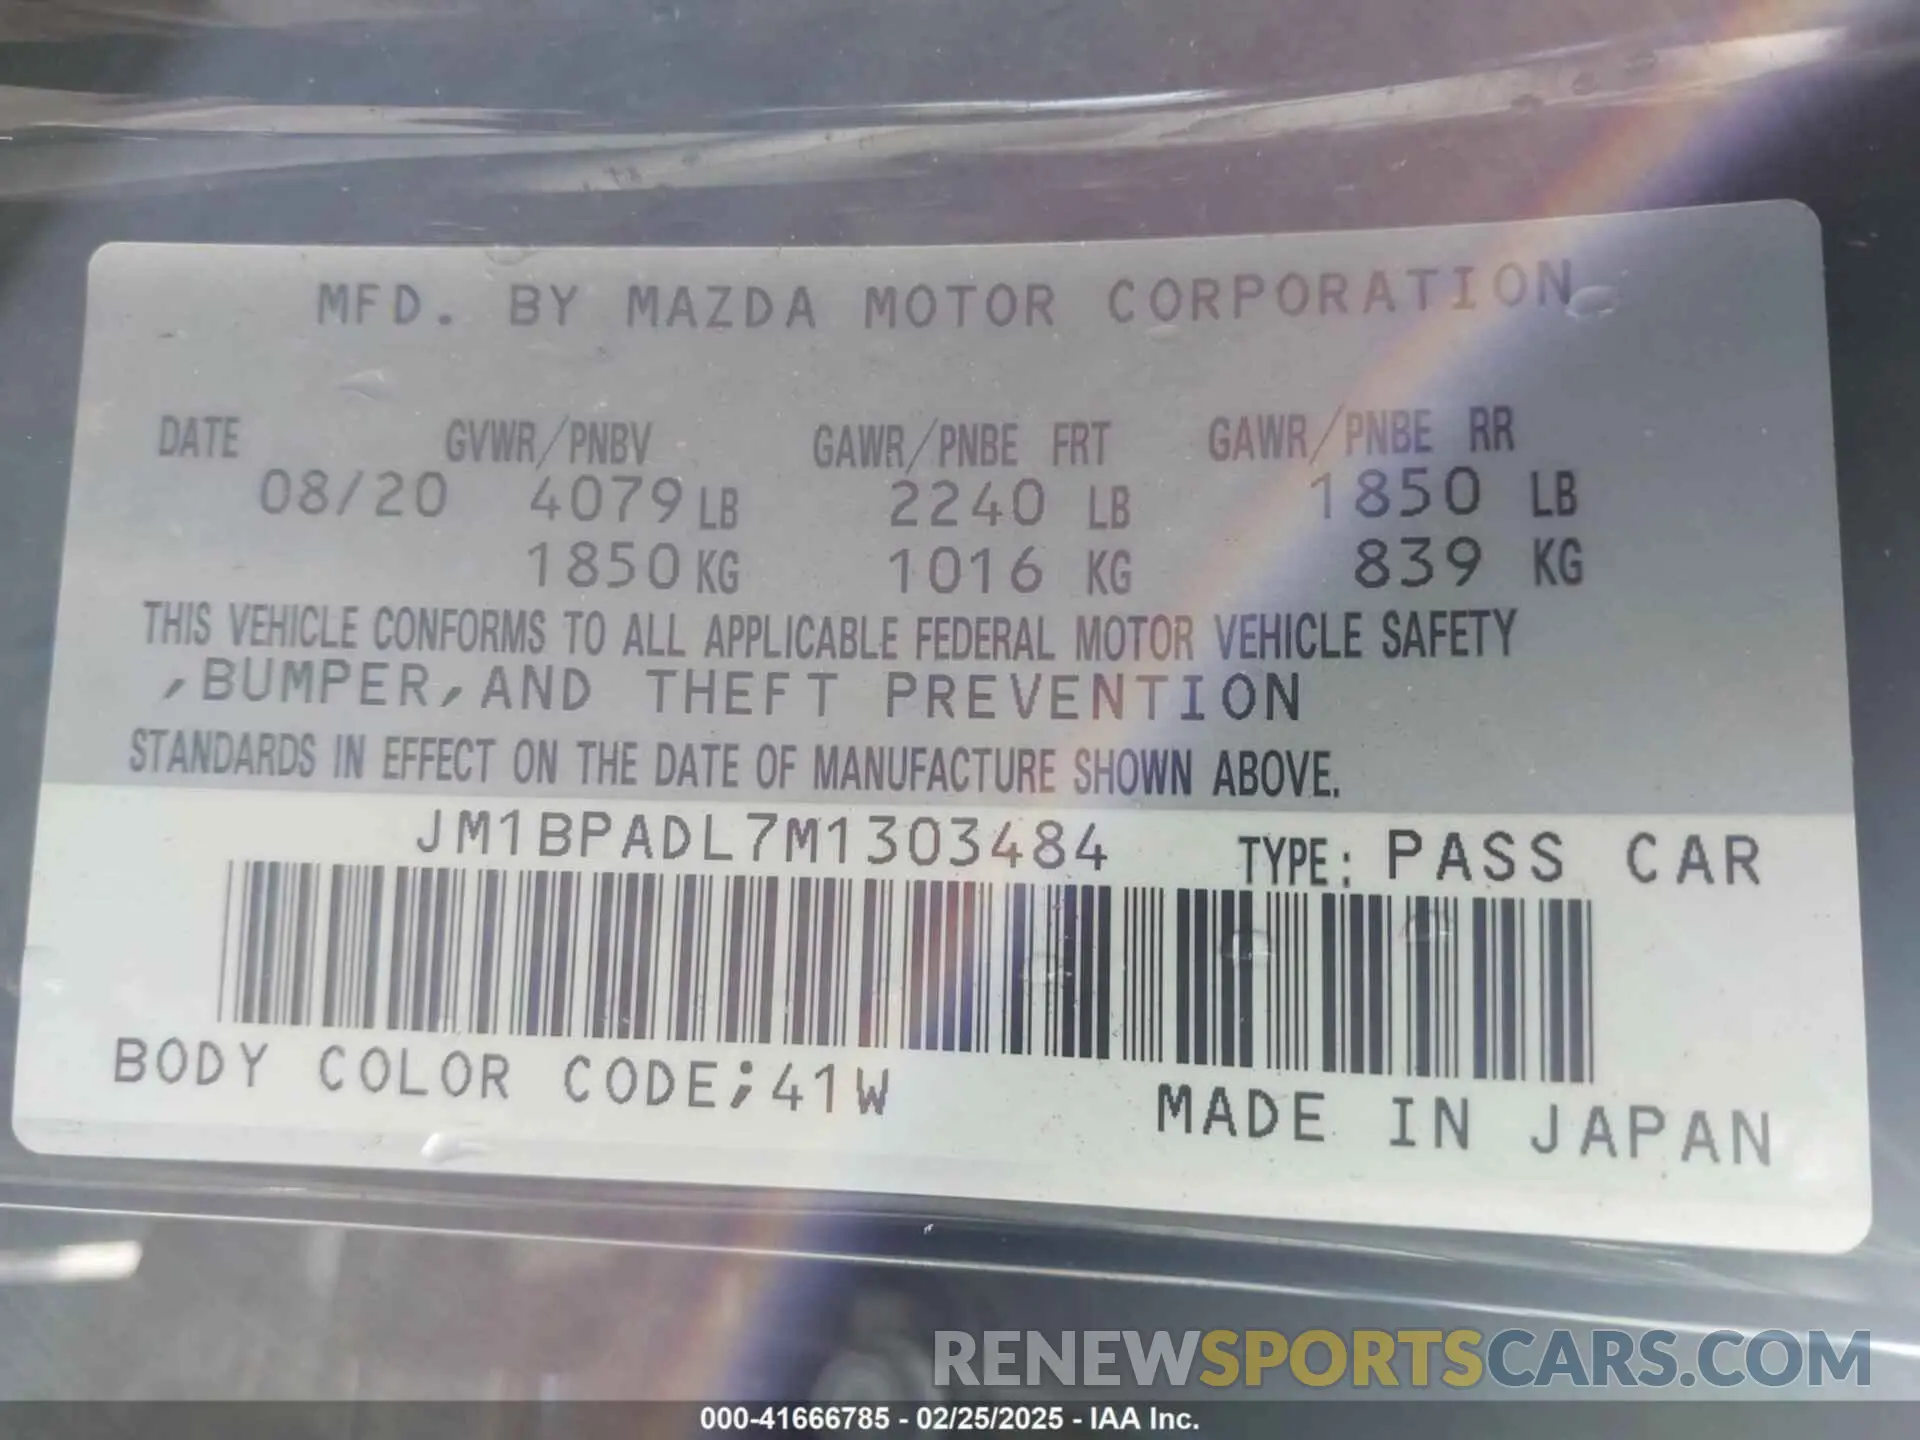 MFD. BY MAZDA MOTOR CORPORATION
DATE GVWR/PNBV GAWR/PNBE FRT GAWR/PNBE RR
08/20 4079 LB 2240 LB 1850 LB
1850 KG 1016 KG 839 KG
THIS VEHICLE CONFORMS TO ALL APPLICABLE FEDERAL MOTOR VEHICLE SAFETY
,BUMPER,AND THEFT PREVENTION
STANDARDS IN EFFECT ON THE DATE OF MANUFACTURE SHOWN ABOVE.
JM1BPADL7M1303484 TYPE: PASS CAR
BODY COLOR CODE;41W
MADE IN JAPAN
RENEWSPORTSCARS.COM
000-41666785 - 02/25/2025 - IAA Inc.